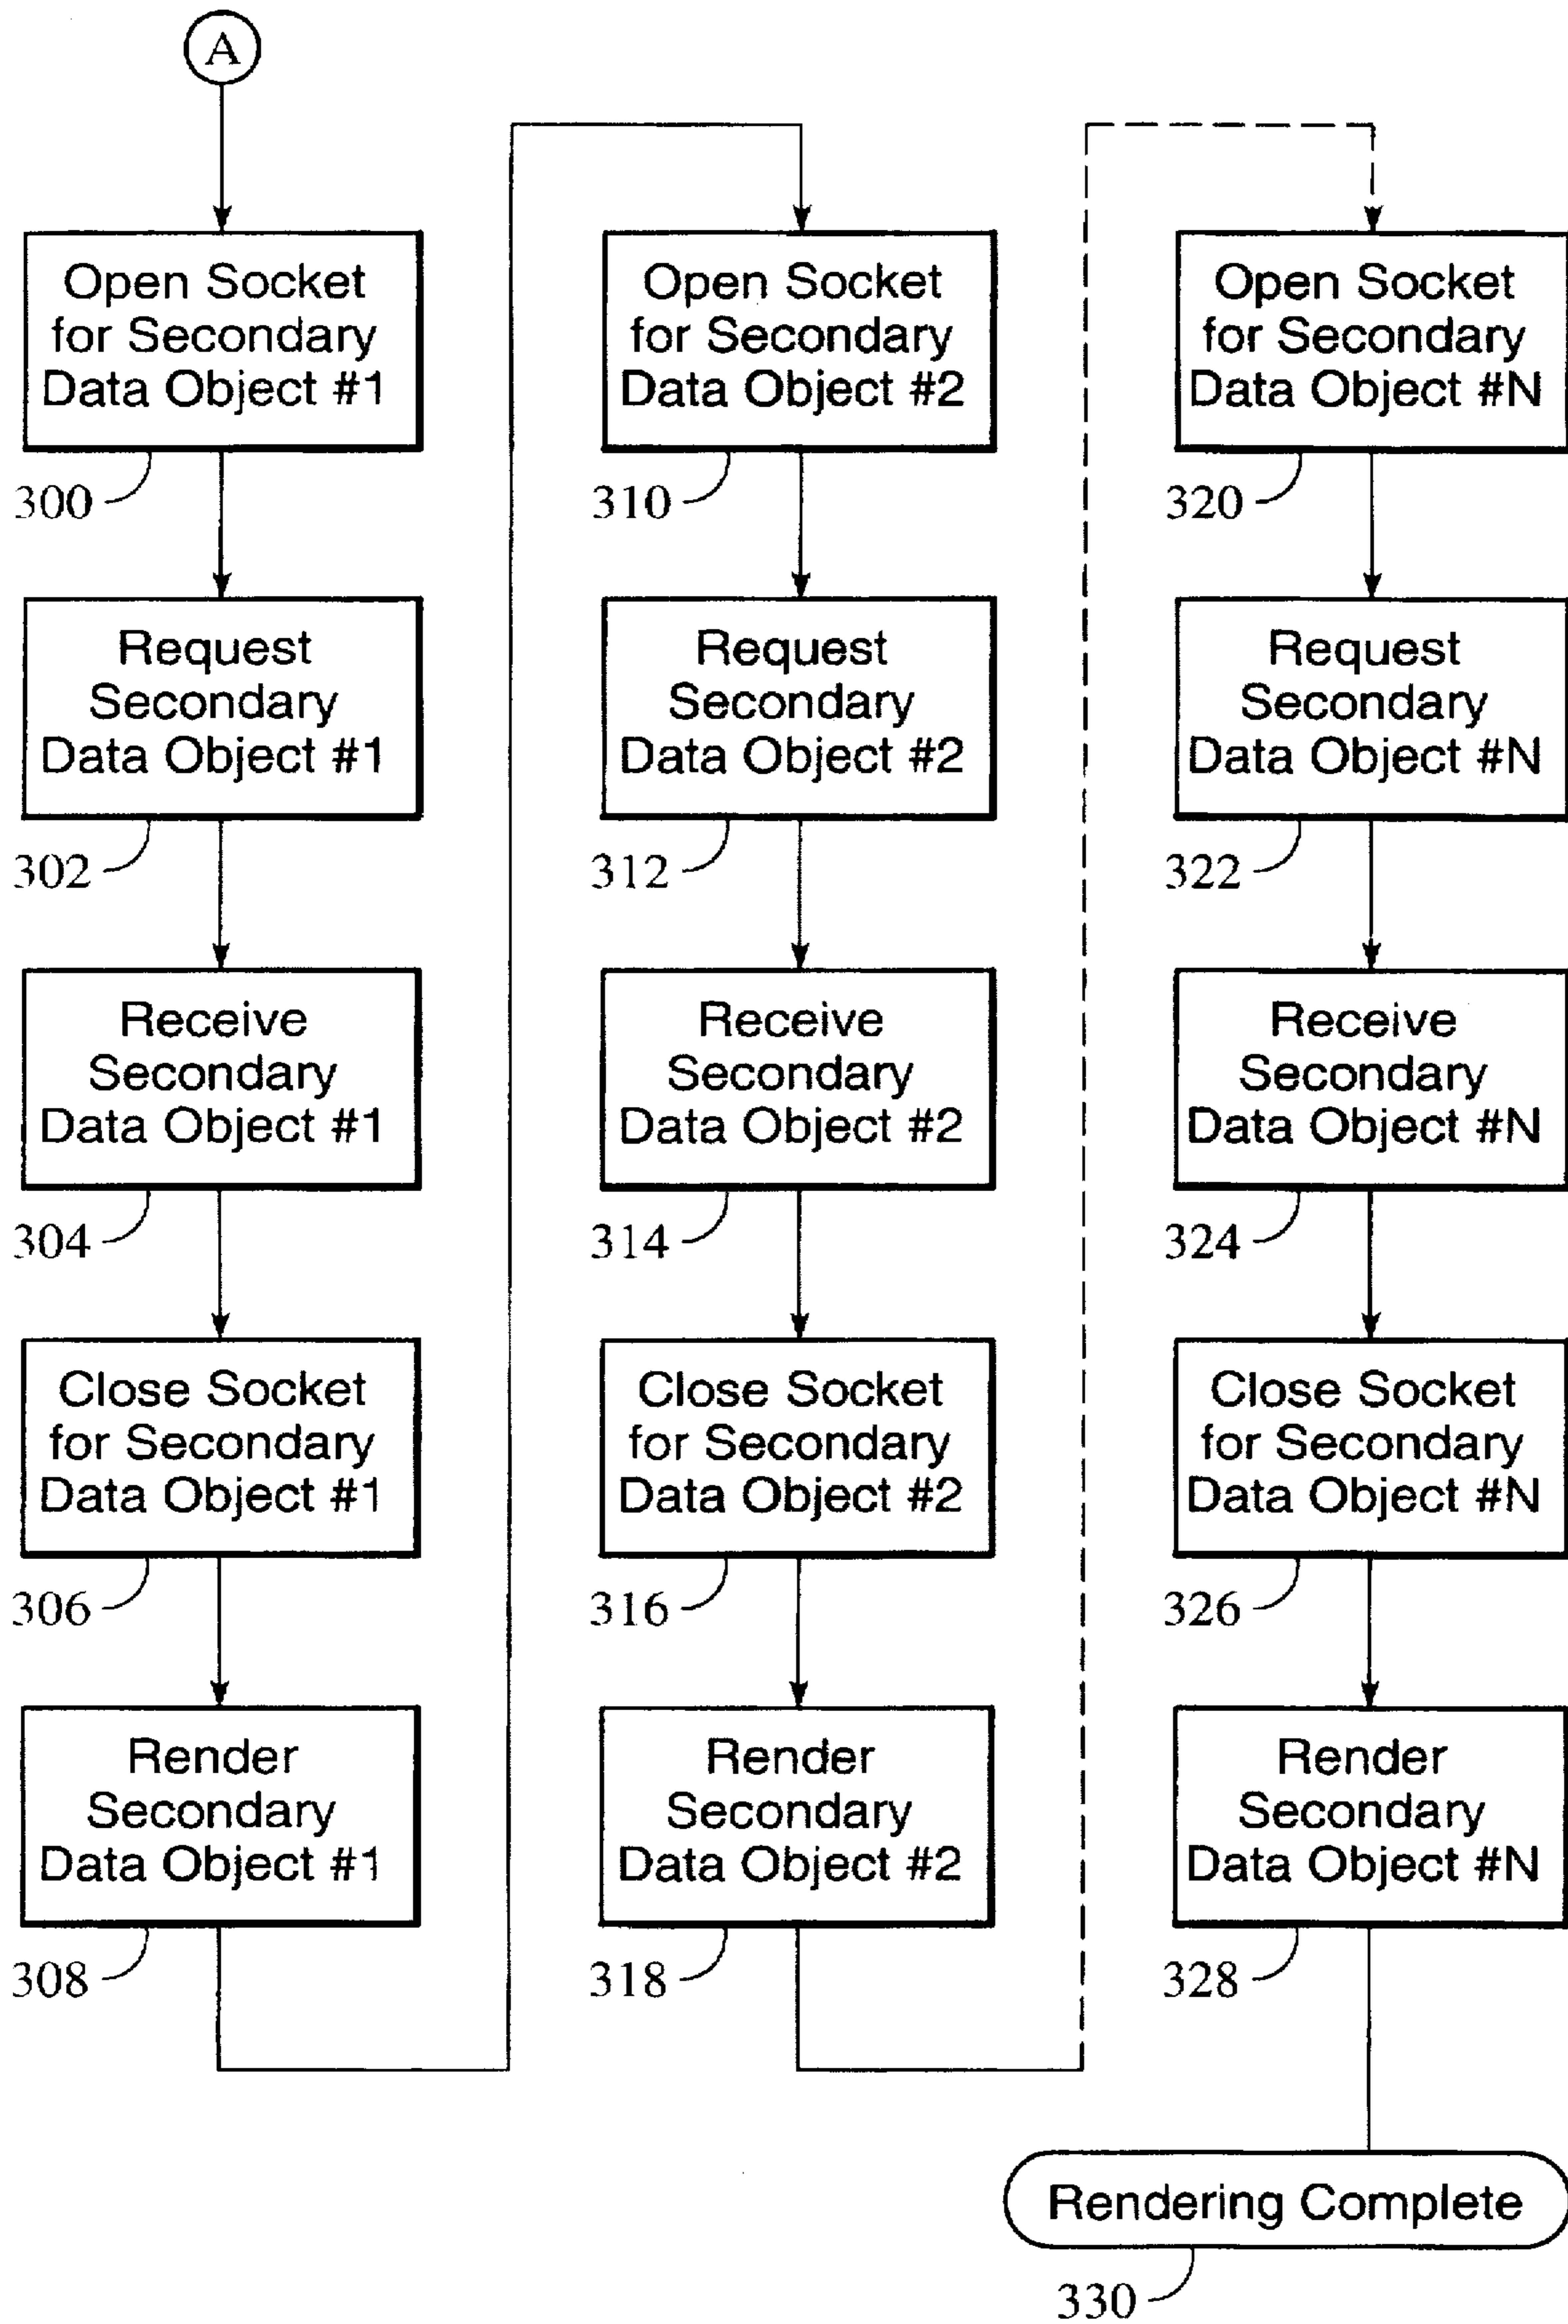 A
Open Socket
for Secondary
Data Object #1
300
Request
Secondary
Data Object #1
302
Receive
Secondary
Data Object #1
304
Close Socket
for Secondary
Data Object #1
306
Render
Secondary
Data Object #1
308
Open Socket
for Secondary
Data Object #2
310
Request
Secondary
Data Object #2
312
Receive
Secondary
Data Object #2
314
Close Socket
for Secondary
Data Object #2
316
Render
Secondary
Data Object #2
318
Open Socket
for Secondary
Data Object #N
320
Request
Secondary
Data Object #N
322
Receive
Secondary
Data Object #N
324
Close Socket
for Secondary
Data Object #N
326
Render
Secondary
Data Object #N
328
Rendering Complete
330